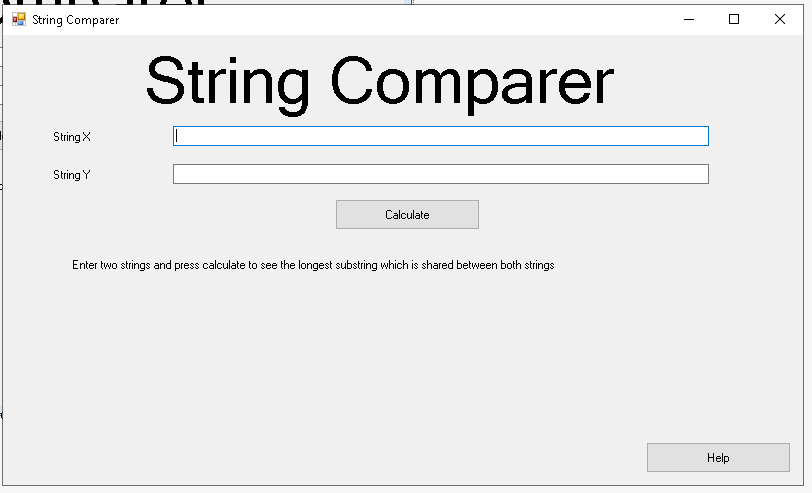 String Comparer
String Comparer
String X
String Y
Calculate
Enter two strings and press calculate to see the longest substring which is shared between both strings
Help